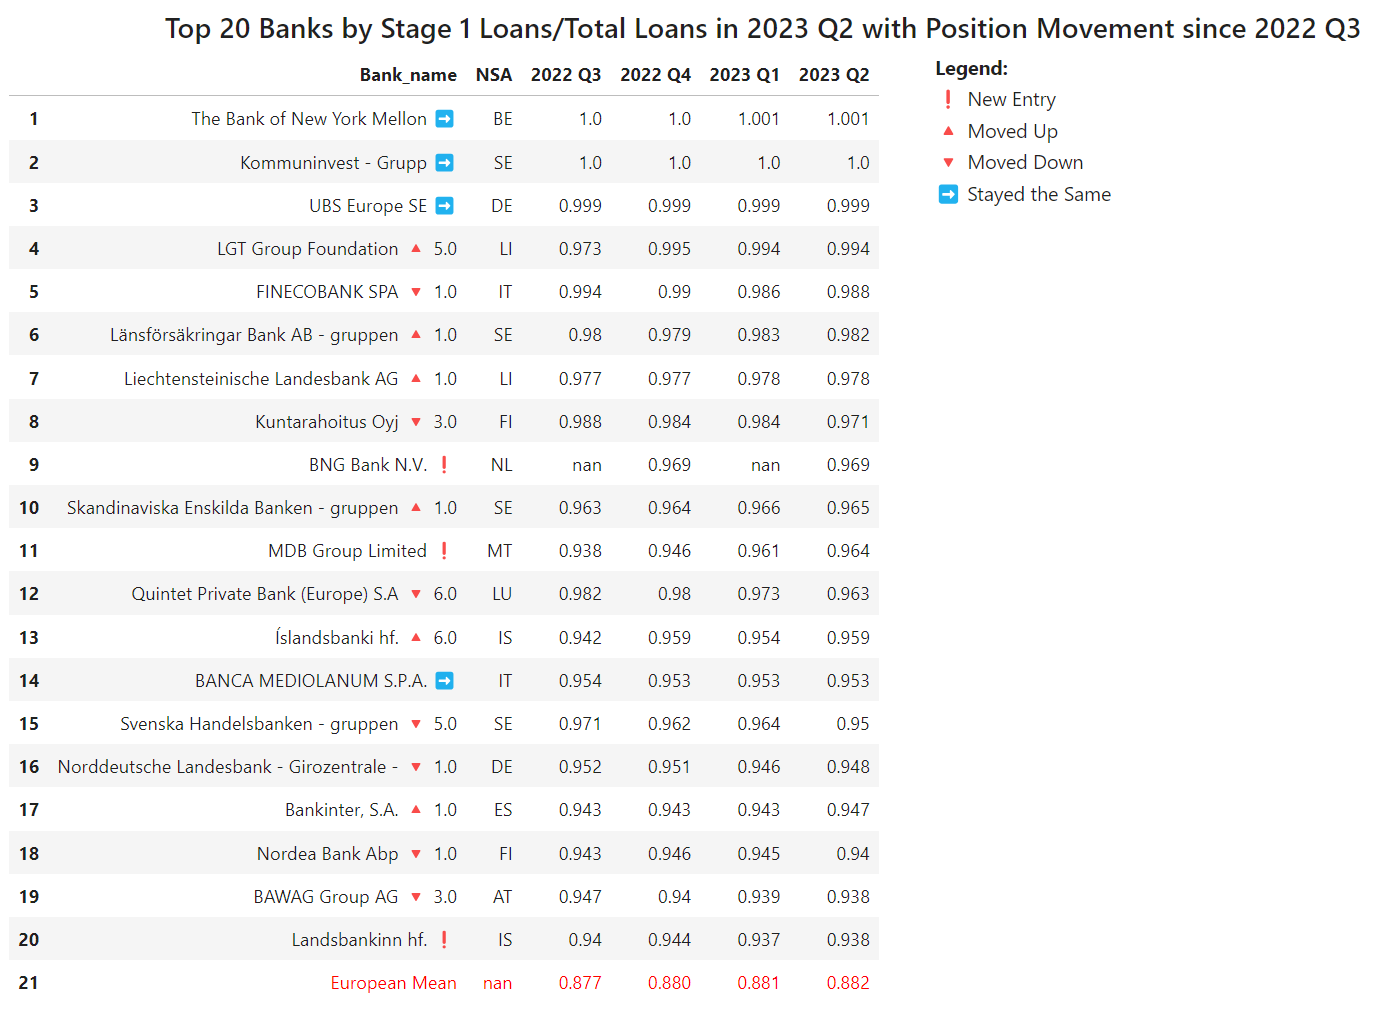 Top 20 Banks by Stage 1 Loans/Total Loans in 2023 Q2 with Position Movement since 2022 Q3
Bank_name NSA 2022 Q3 2022 Q4 2023 Q1 2023 Q2
1 The Bank of New York Mellon ➡️ BE 1.0 1.0 1.001 1.001
2 Kommuninvest - Grupp ➡️ SE 1.0 1.0 1.0 1.0
3 UBS Europe SE ➡️ DE 0.999 0.999 0.999 0.999
4 LGT Group Foundation 🔺 5.0 LI 0.973 0.995 0.994 0.994
5 FINECOBANK SPA 🔻 1.0 IT 0.994 0.99 0.986 0.988
6 Länsförsäkringar Bank AB - gruppen 🔺 1.0 SE 0.98 0.979 0.983 0.982
7 Liechtensteinische Landesbank AG 🔺 1.0 LI 0.977 0.977 0.978 0.978
8 Kuntarahoitus Oyj 🔻 3.0 FI 0.988 0.984 0.984 0.971
9 BNG Bank N.V. ❗ NL nan 0.969 nan 0.969
10 Skandinaviska Enskilda Banken - gruppen 🔺 1.0 SE 0.963 0.964 0.966 0.965
11 MDB Group Limited ❗ MT 0.938 0.946 0.961 0.964
12 Quintet Private Bank (Europe) S.A 🔻 6.0 LU 0.982 0.98 0.973 0.963
13 Íslandsbanki hf. 🔺 6.0 IS 0.942 0.959 0.954 0.959
14 BANCA MEDIOLANUM S.P.A. ➡️ IT 0.954 0.953 0.953 0.953
15 Svenska Handelsbanken - gruppen 🔻 5.0 SE 0.971 0.962 0.964 0.95
16 Norddeutsche Landesbank - Girozentrale - 🔻 1.0 DE 0.952 0.951 0.946 0.948
17 Bankinter, S.A. 🔺 1.0 ES 0.943 0.943 0.943 0.947
18 Nordea Bank Abp 🔻 1.0 FI 0.943 0.946 0.945 0.94
19 BAWAG Group AG 🔻 3.0 AT 0.947 0.94 0.939 0.938
20 Landsbankinn hf. ❗ IS 0.94 0.944 0.937 0.938
21 European Mean nan 0.877 0.880 0.881 0.882
Legend:
❗ New Entry
🔺 Moved Up
🔻 Moved Down
➡️ Stayed the Same